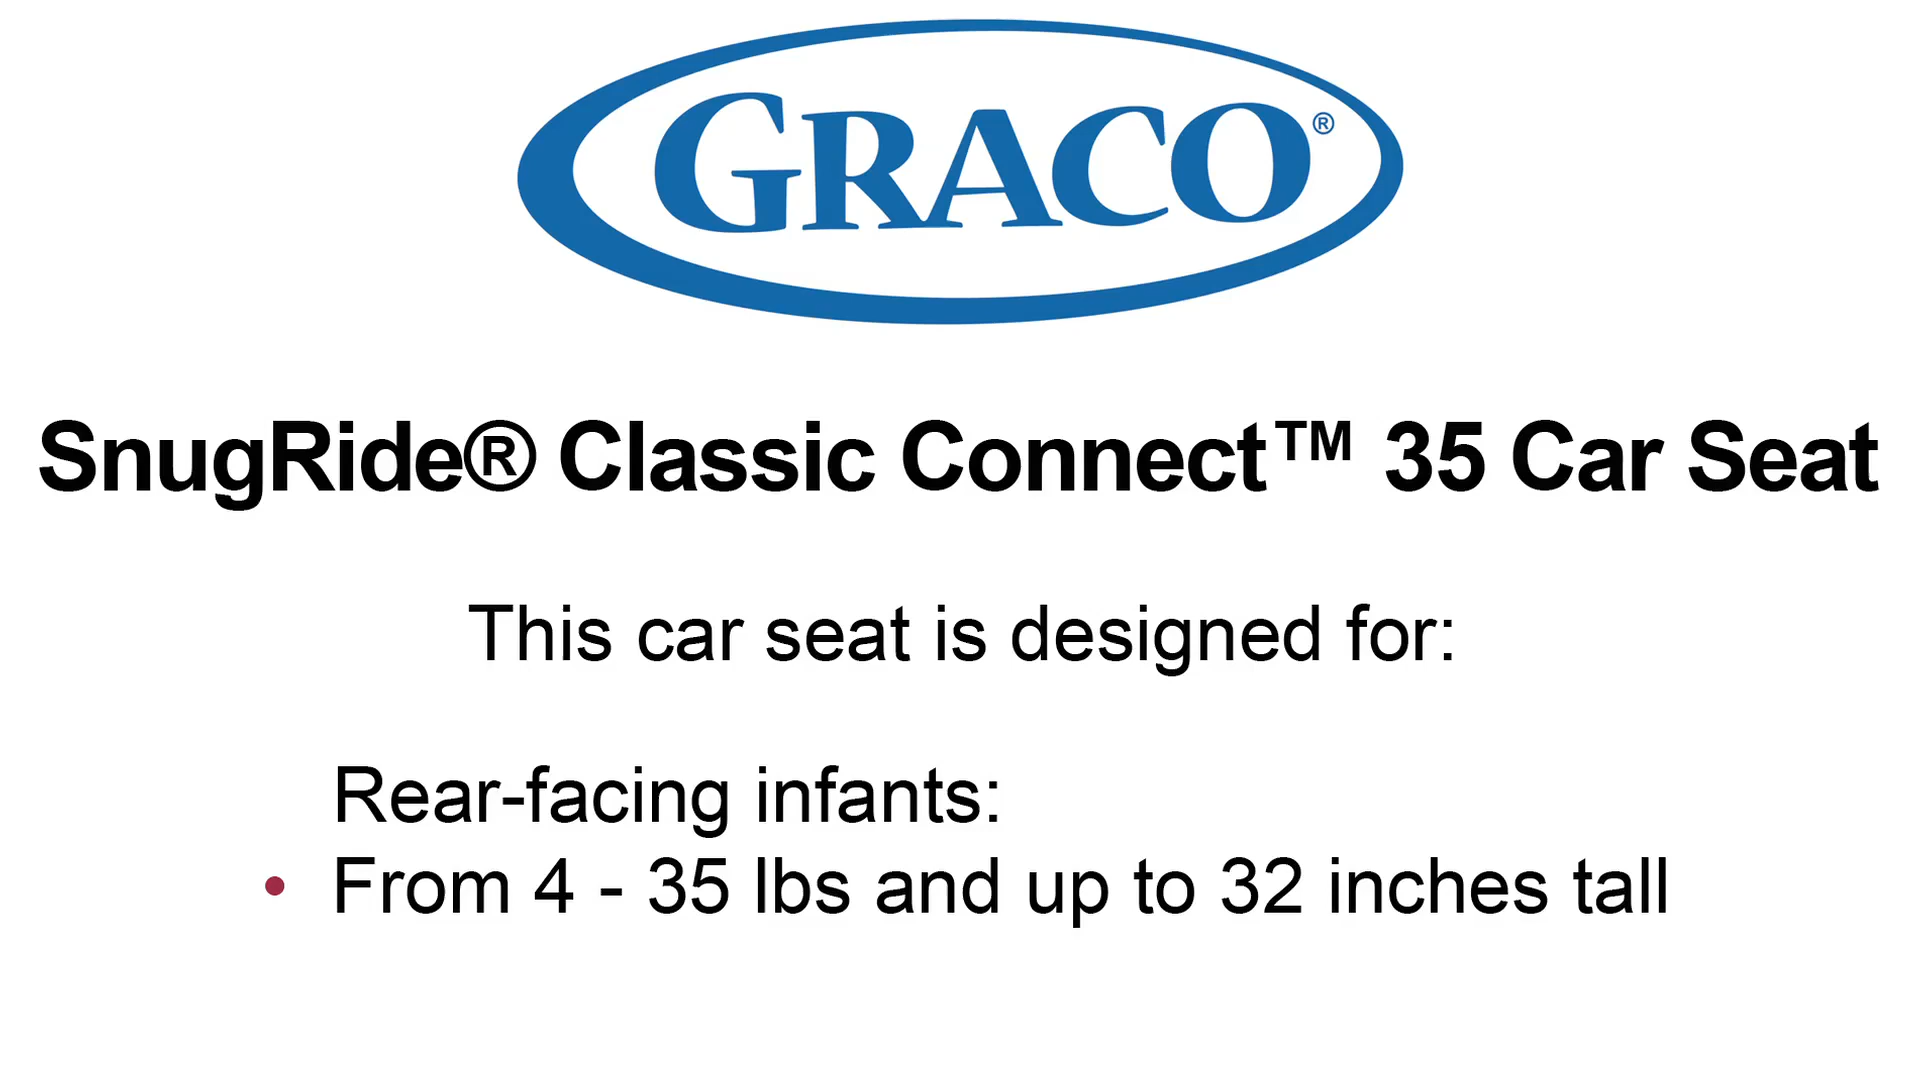 GRACO®
SnugRide® Classic Connect™ 35 Car Seat
This car seat is designed for:
Rear-facing infants:
• From 4 - 35 lbs and up to 32 inches tall